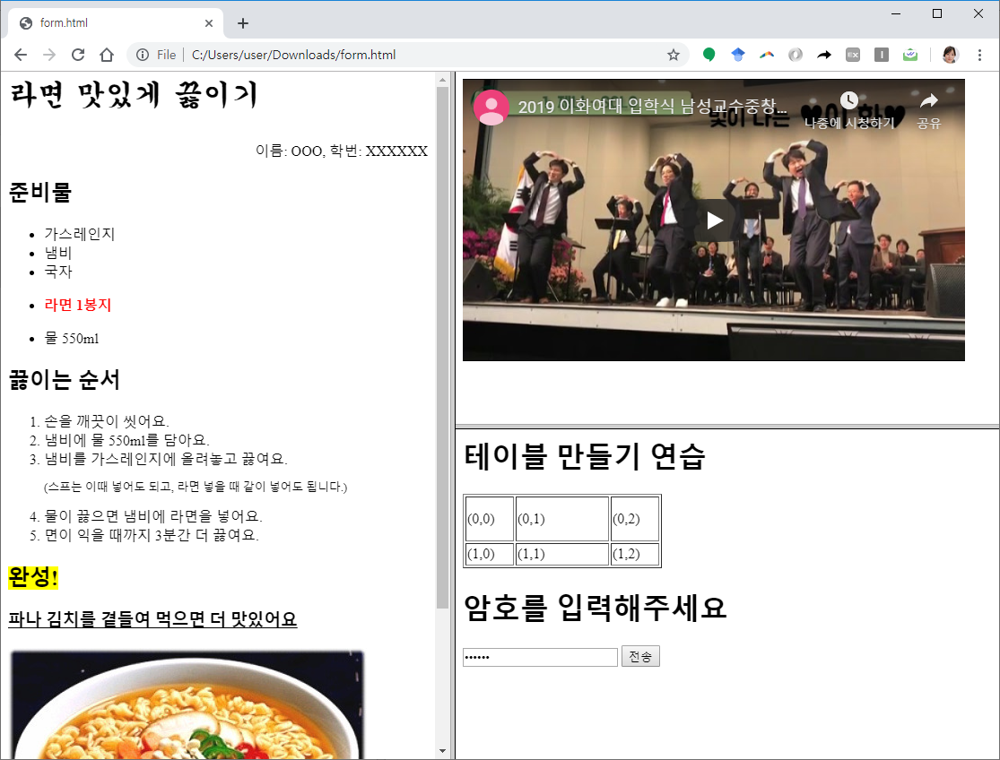 form.html
File
C:/Users/user/Downloads/form.html
라면 맛있게 끓이기
이름: OOO, 학번: XXXXXX
준비물
가스레인지
냄비
국자
라면 1봉지
물 550ml
끓이는 순서
1. 손을 깨끗이 씻어요.
2. 냄비에 물 550ml를 담아요.
3. 냄비를 가스레인지에 올려놓고 끓여요.
(스프는 이때 넣어도 되고, 라면 넣을 때 같이 넣어도 됩니다.)
4. 물이 끓으면 냄비에 라면을 넣어요.
5. 면이 익을 때까지 3분간 더 끓여요.
완성!
파나 김치를 곁들여 먹으면 더 맛있어요
2019 이화여대 입학식 남성교수중창...
나중에 시청하기
공유
빛이 나는
테이블 만들기 연습
(0,0) (0,1) (0,2)
(1,0) (1,1) (1,2)
암호를 입력해주세요
••••••
전송